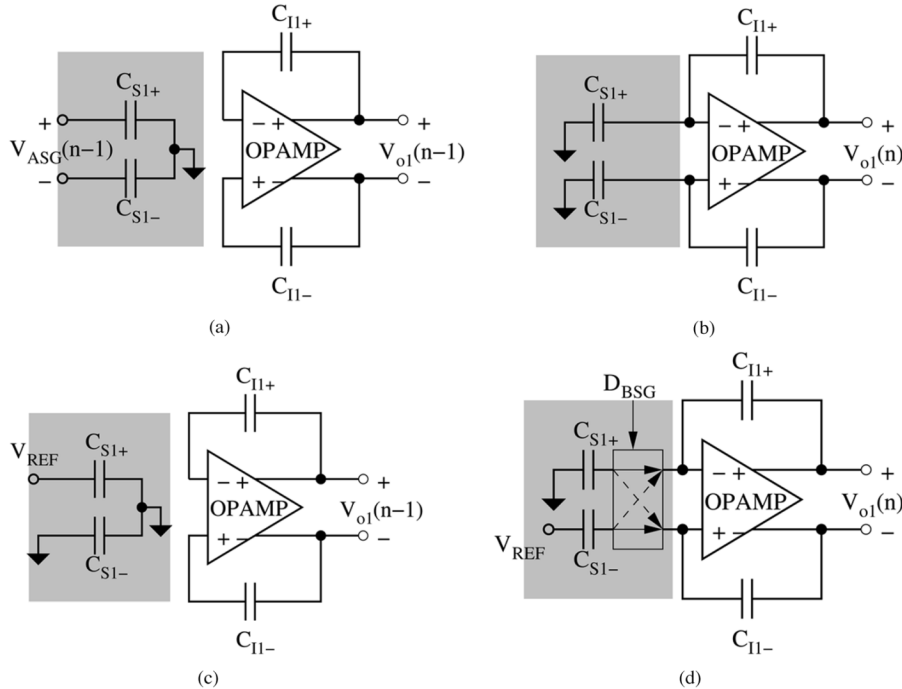 C_{I1+}
C_{S1+}
+
V_{ASG}(n−1)
−
C_{S1−}
− +
OPAMP
+ −
+
V_{o1}(n−1)
−
C_{I1−}
(a)
C_{I1+}
C_{S1+}
C_{S1−}
− +
OPAMP
+ −
+
V_{o1}(n)
−
C_{I1−}
(b)
C_{I1+}
V_{REF}
C_{S1+}
C_{S1−}
− +
OPAMP
+ −
+
V_{o1}(n−1)
−
C_{I1−}
(c)
C_{I1+}
D_{BSG}
C_{S1+}
V_{REF}
C_{S1−}
− +
OPAMP
+ −
+
V_{o1}(n)
−
C_{I1−}
(d)